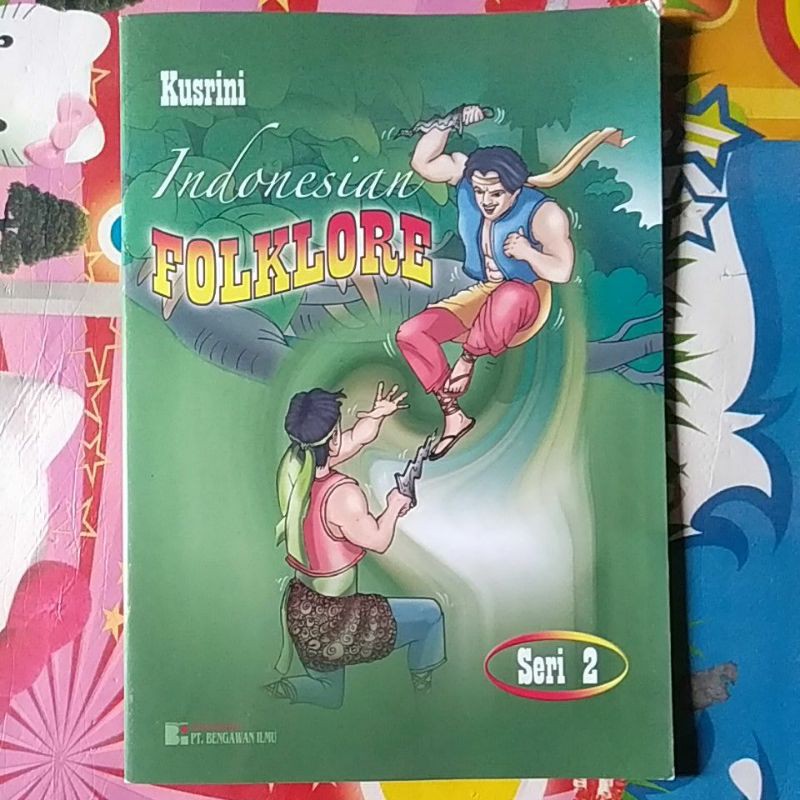 Kusrini
Indonesian
FOLKLORE
Seri 2
PT. BENGAWAN ILMU